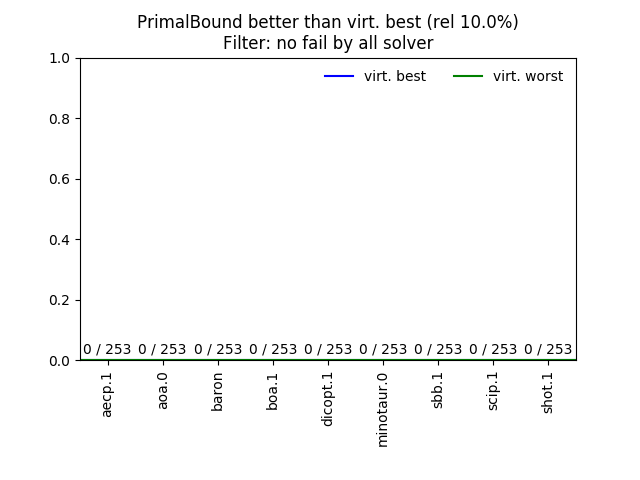 PrimalBound better than virt. best (rel 10.0%)
Filter: no fail by all solver
virt. best virt. worst
1.0
0.8
0.6
0.4
0.2
0.0
0 / 253 0 / 253 0 / 253 0 / 253 0 / 253 0 / 253 0 / 253 0 / 253 0 / 253
aecp.1
aoa.0
baron
boa.1
dicopt.1
minotaur.0
sbb.1
scip.1
shot.1